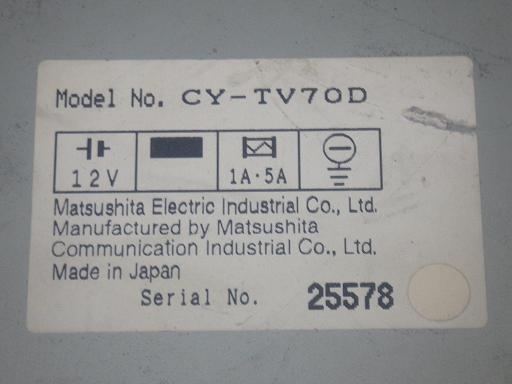 Model No. CY-TV70D
12V 1A·5A
Matsushita Electric Industrial Co., Ltd.
Manufactured by Matsushita
Communication Industrial Co., Ltd.
Made in Japan
Serial No. 25578